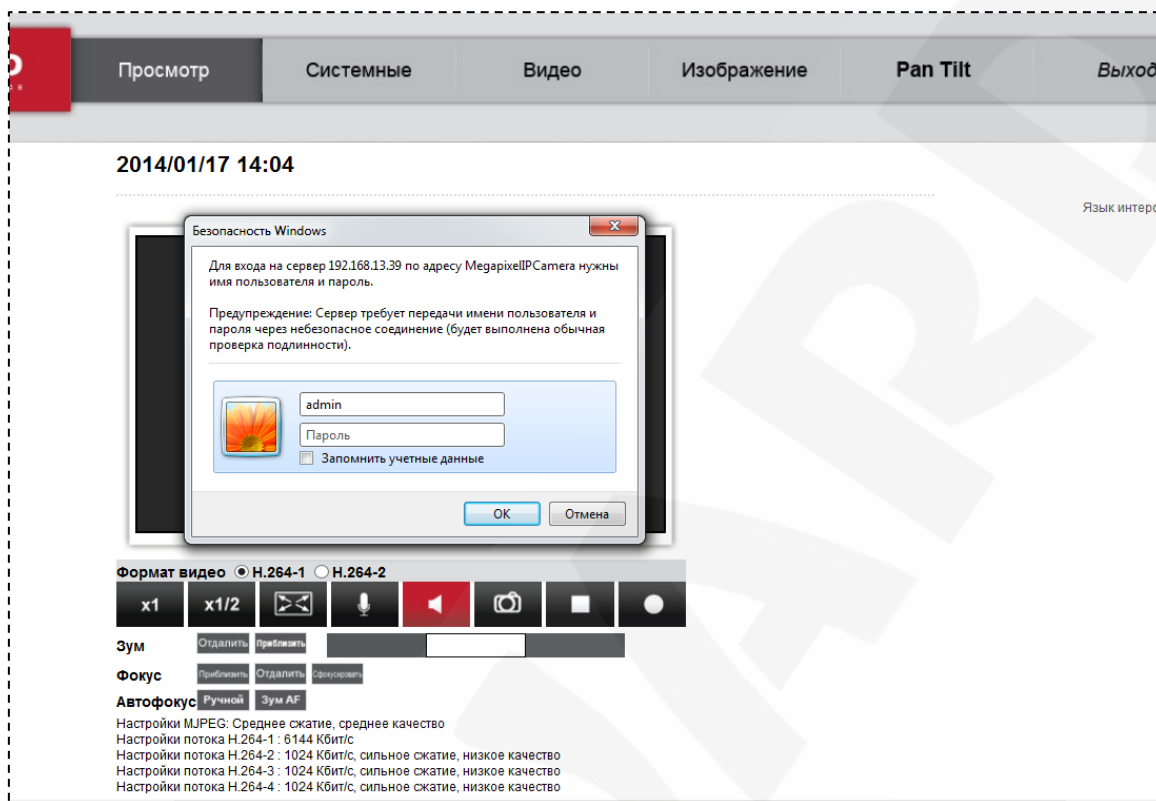 Просмотр Системные Видео Изображение Pan Tilt Выход
2014/01/17 14:04
Безопасность Windows
Для входа на сервер 192.168.13.39 по адресу MegapixelIPCamera нужны
имя пользователя и пароль.
Предупреждение: Сервер требует передачи имени пользователя и
пароля через небезопасное соединение (будет выполнена обычная
проверка подлинности).
admin
Пароль
Запомнить учетные данные
OK Отмена
Язык интерф
Формат видео H.264-1 H.264-2
x1 x1/2
Зум Отдалить Приблизить
Фокус Приблизить Отдалить Сфокусировать
Автофокус Ручной Зум AF
Настройки MJPEG: Среднее сжатие, среднее качество
Настройки потока H.264-1 : 6144 Кбит/с
Настройки потока H.264-2 : 1024 Кбит/с, сильное сжатие, низкое качество
Настройки потока H.264-3 : 1024 Кбит/с, сильное сжатие, низкое качество
Настройки потока H.264-4 : 1024 Кбит/с, сильное сжатие, низкое качество